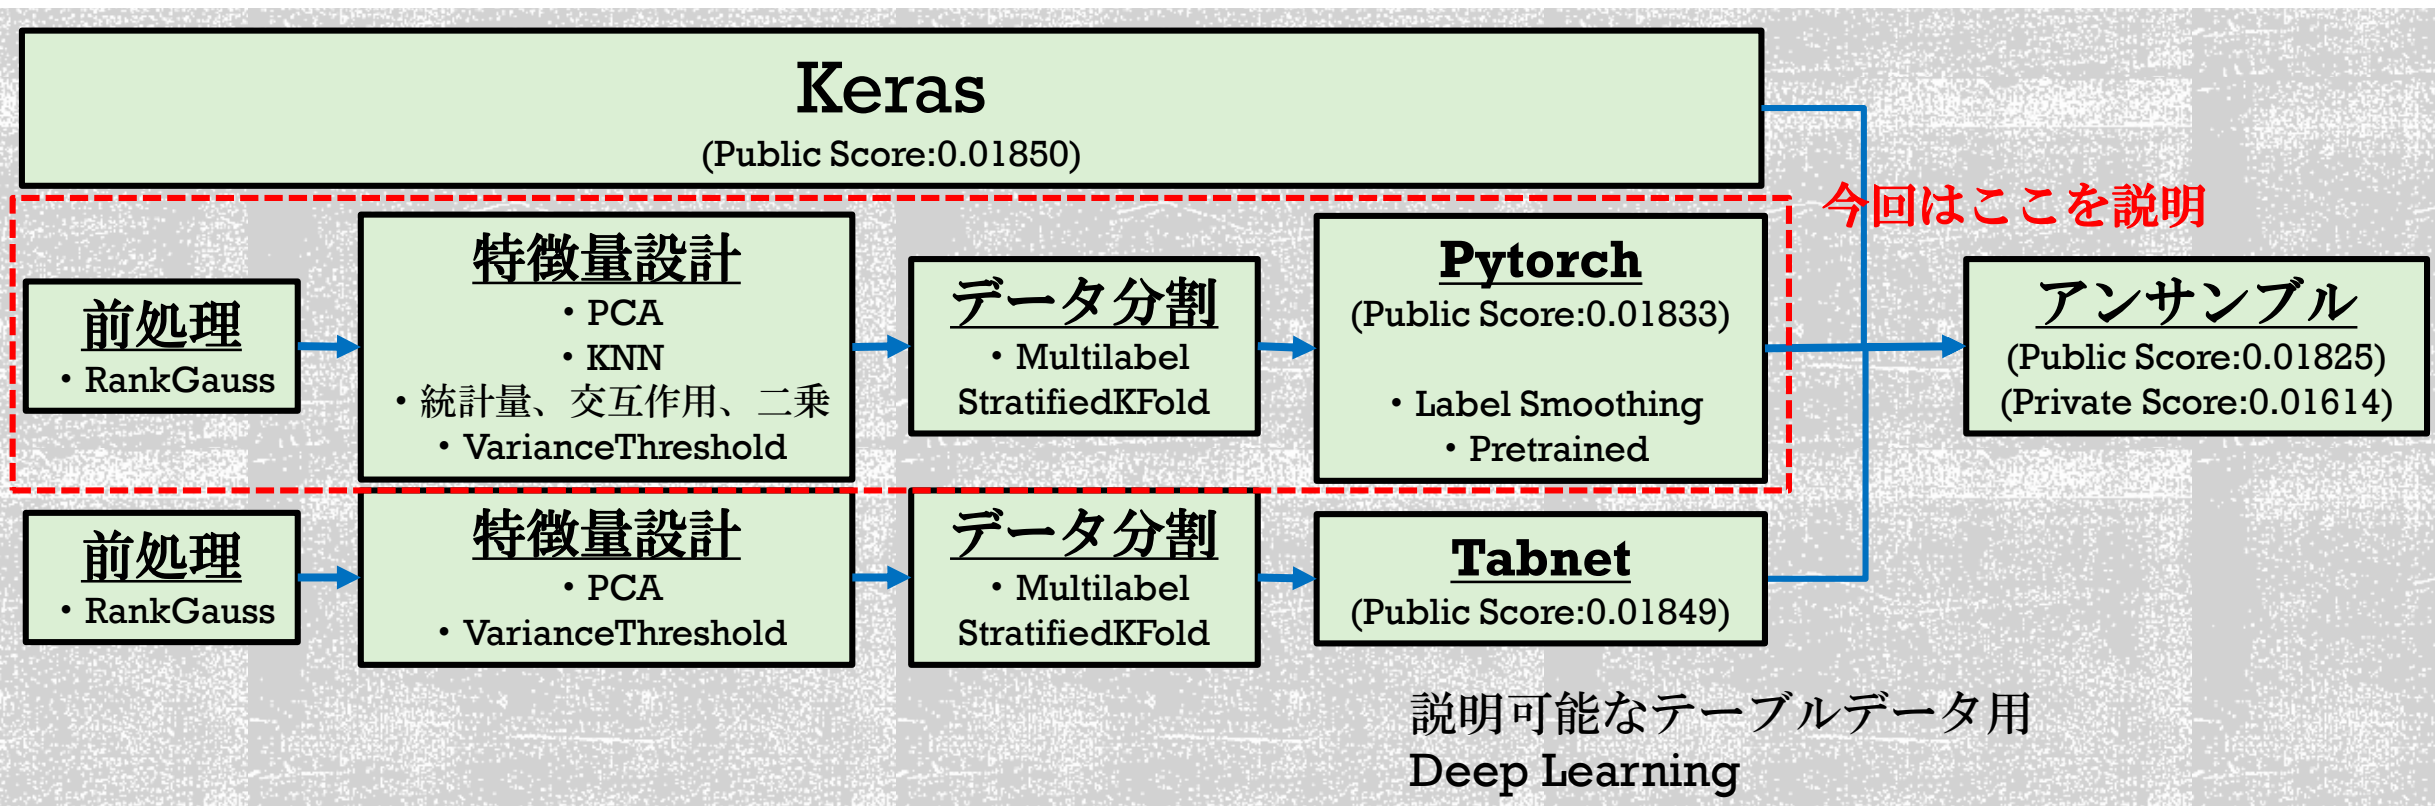 Keras
(Public Score:0.01850)
今回はここを説明
前処理
・RankGauss
特徴量設計
・PCA
・KNN
・統計量、交互作用、二乗
・VarianceThreshold
データ分割
・Multilabel
StratifiedKFold
Pytorch
(Public Score:0.01833)
・Label Smoothing
・Pretrained
アンサンブル
(Public Score:0.01825)
(Private Score:0.01614)
前処理
・RankGauss
特徴量設計
・PCA
・VarianceThreshold
データ分割
・Multilabel
StratifiedKFold
Tabnet
(Public Score:0.01849)
説明可能なテーブルデータ用
Deep Learning